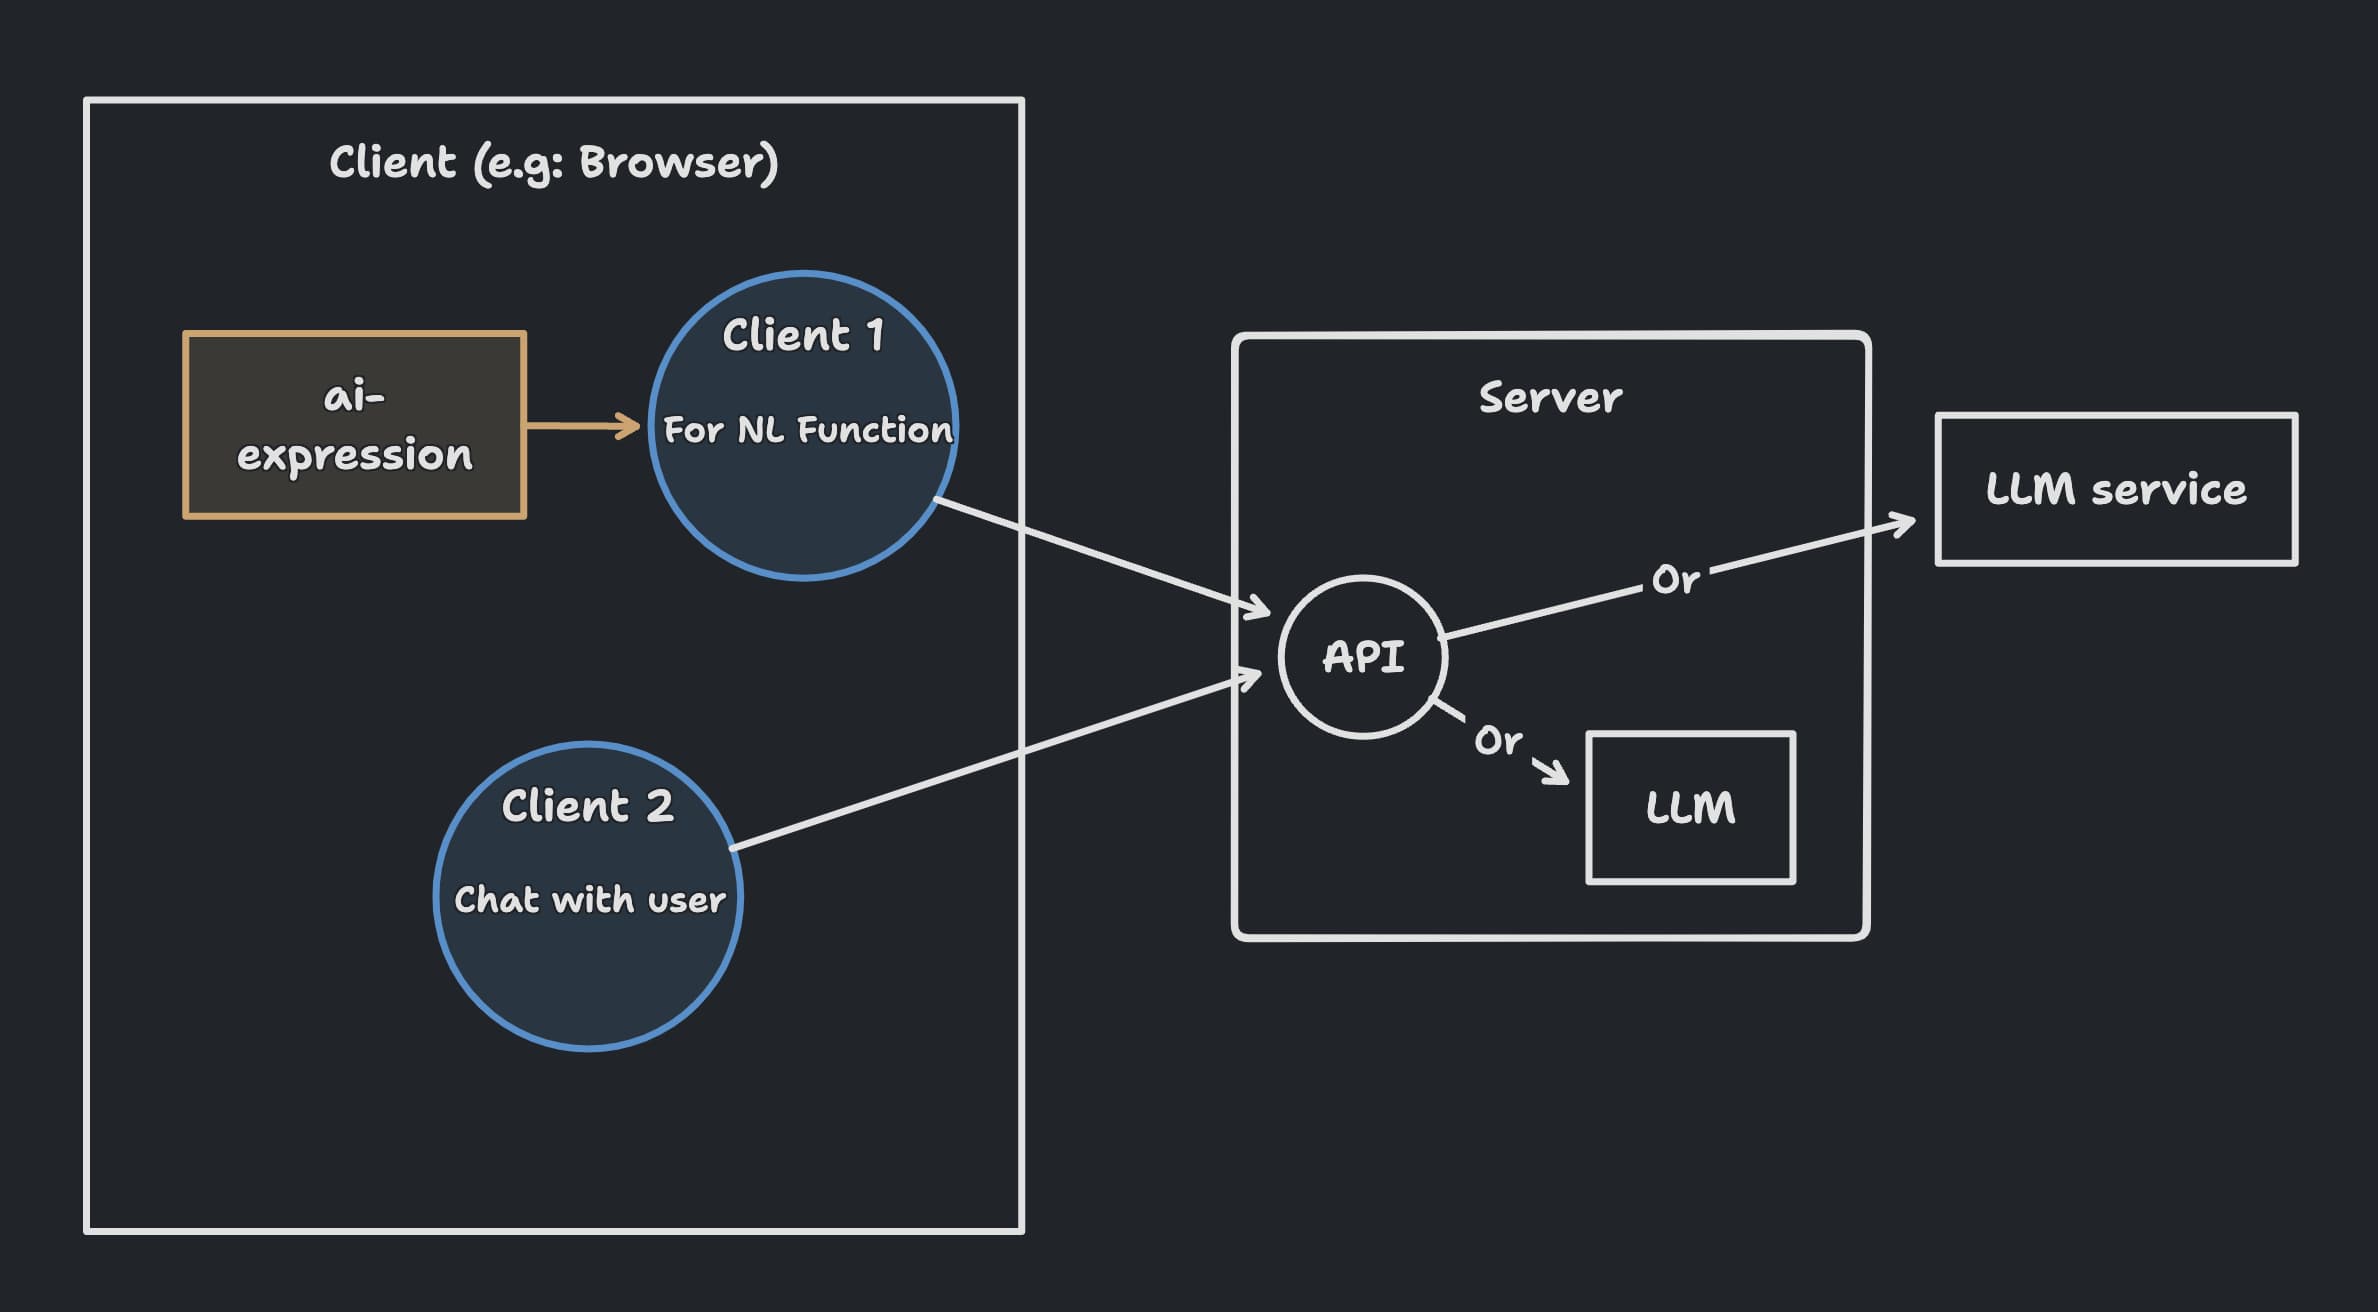 Client (e.g: Browser)
ai-
expression
Client 1
For NL Function
Client 2
Chat with user
Server
API
Or
Or
LLM
LLM service